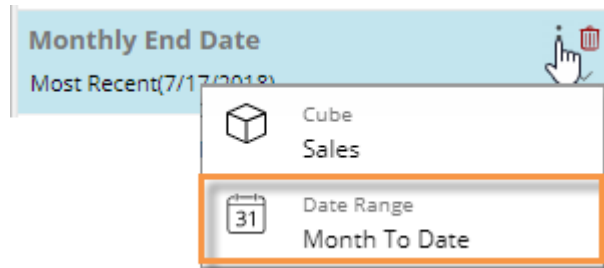 Monthly End Date
Most Recent(7/17/2018)
Cube
Sales
31
Date Range
Month To Date